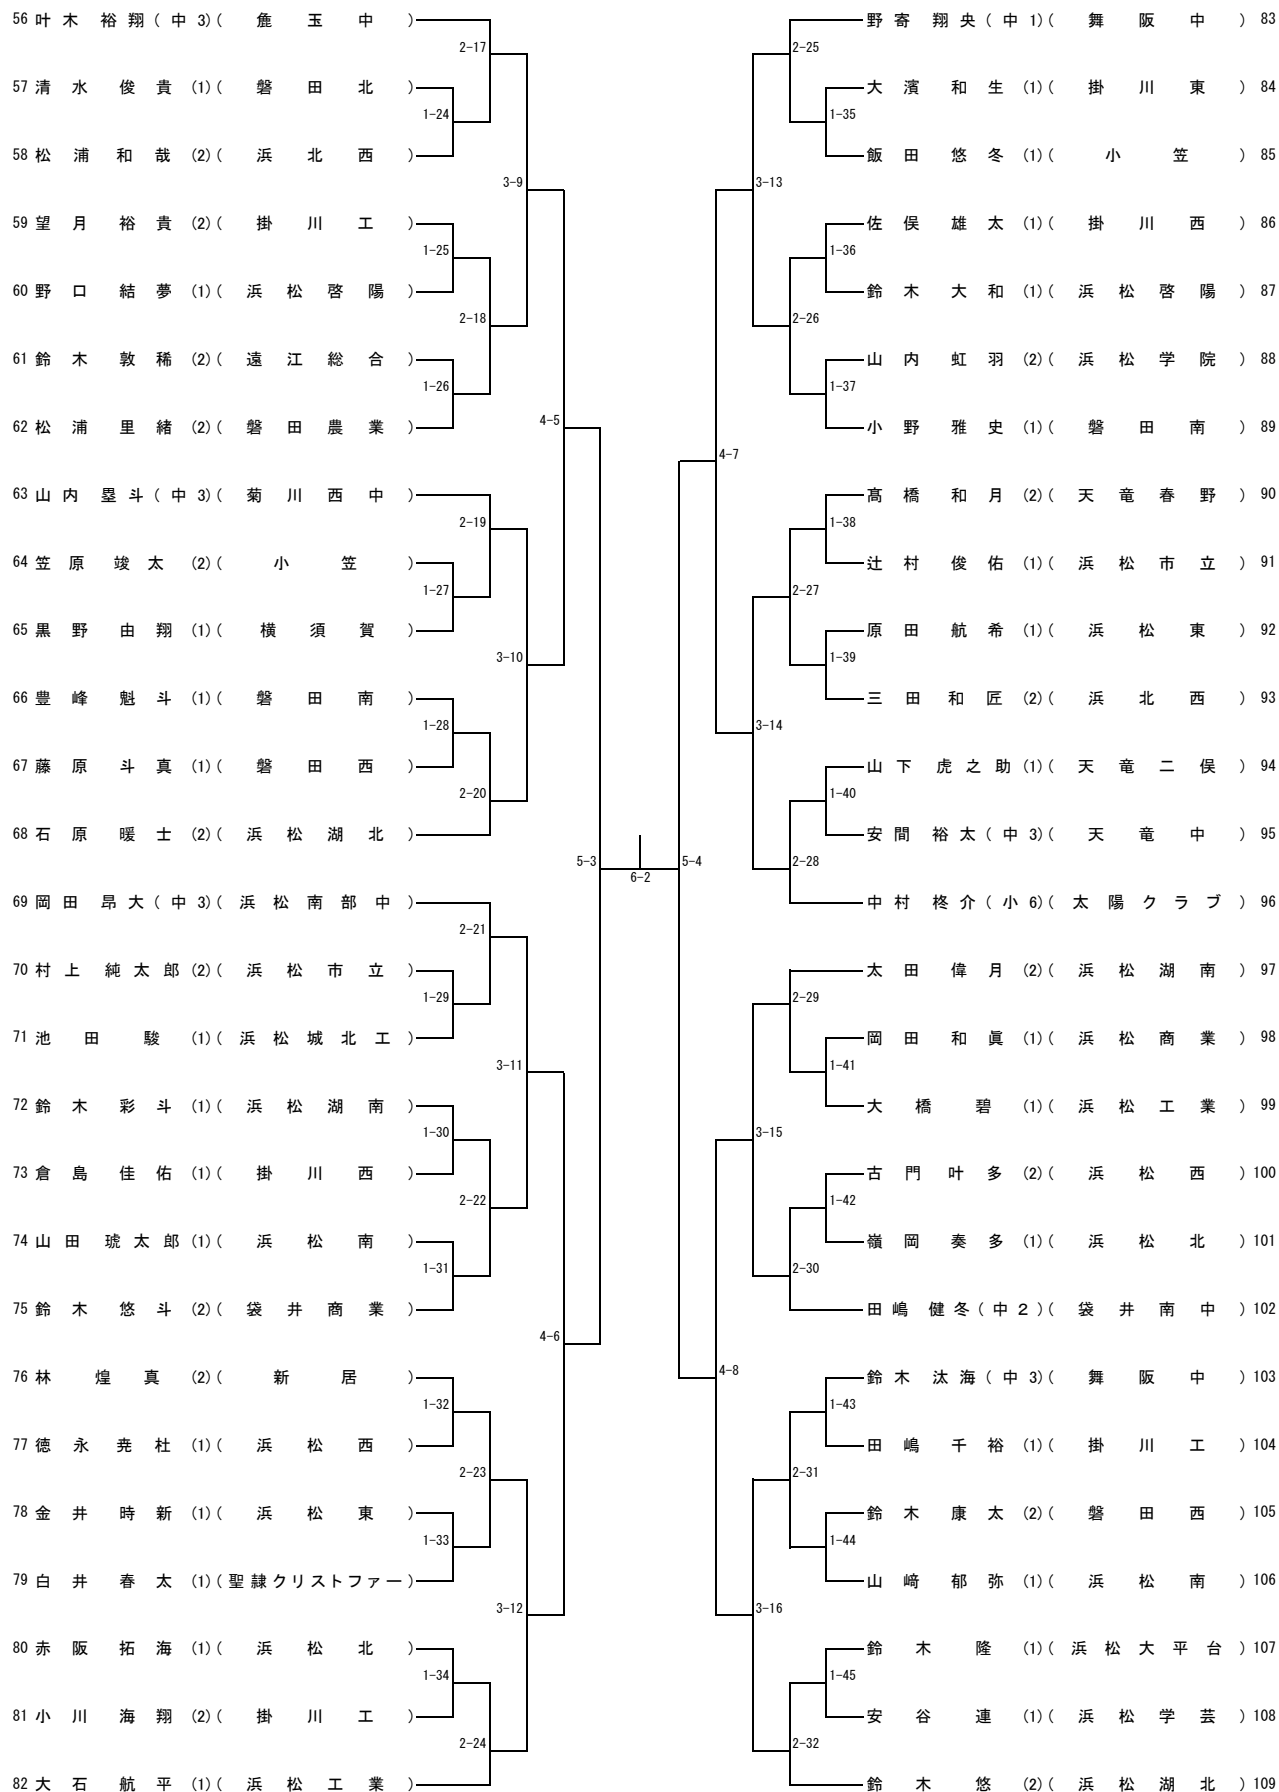 56 叶木 裕翔(中3)(麁玉中)
2-17
57 清水 俊貴(1)(磐田北)
1-24
58 松浦 和哉(2)(浜北西)
3-9
59 望月 裕貴(2)(掛川工)
1-25
60 野口 結夢(1)(浜松啓陽)
2-18
61 鈴木 敦稀(2)(遠江総合)
1-26
62 松浦 里緒(2)(磐田農業)
4-5
63 山内 塁斗(中3)(菊川西中)
2-19
64 笠原 竣太(2)(小笠)
1-27
65 黒野 由翔(1)(横須賀)
3-10
66 豊峰 魁斗(1)(磐田南)
1-28
67 藤原 斗真(1)(磐田西)
2-20
68 石原 暖士(2)(浜松湖北)
5-3
69 岡田 昂大(中3)(浜松南部中)
2-21
70 村上 純太郎(2)(浜松市立)
1-29
71 池田 駿(1)(浜松城北工)
3-11
72 鈴木 彩斗(1)(浜松湖南)
1-30
73 倉島 佳佑(1)(掛川西)
2-22
74 山田 琥太郎(1)(浜松南)
1-31
75 鈴木 悠斗(2)(袋井商業)
4-6
76 林 煌真(2)(新居)
1-32
77 徳永 尭杜(1)(浜松西)
2-23
78 金井 時新(1)(浜松東)
1-33
79 白井 春太(1)(聖隷クリストファー)
3-12
80 赤阪 拓海(1)(浜松北)
1-34
81 小川 海翔(2)(掛川工)
2-24
82 大石 航平(1)(浜松工業)
6-2
野寄 翔央(中1)(舞阪中) 83
2-25
大濱 和生(1)(掛川東) 84
1-35
飯田 悠冬(1)(小笠) 85
3-13
佐俣 雄太(1)(掛川西) 86
1-36
鈴木 大和(1)(浜松啓陽) 87
2-26
山内 虹羽(2)(浜松学院) 88
1-37
小野 雅史(1)(磐田南) 89
4-7
髙橋 和月(2)(天竜春野) 90
1-38
辻村 俊佑(1)(浜松市立) 91
2-27
原田 航希(1)(浜松東) 92
1-39
三田 和匠(2)(浜北西) 93
3-14
山下 虎之助(1)(天竜二俣) 94
1-40
安間 裕太(中3)(天竜中) 95
2-28
中村 柊介(小6)(太陽クラブ) 96
5-4
太田 偉月(2)(浜松湖南) 97
2-29
岡田 和眞(1)(浜松商業) 98
1-41
大橋 碧(1)(浜松工業) 99
3-15
古門 叶多(2)(浜松西) 100
1-42
嶺岡 奏多(1)(浜松北) 101
2-30
田嶋 健冬(中2)(袋井南中) 102
4-8
鈴木 汰海(中3)(舞阪中) 103
1-43
田嶋 千裕(1)(掛川工) 104
2-31
鈴木 康太(2)(磐田西) 105
1-44
山﨑 郁弥(1)(浜松南) 106
3-16
鈴木 隆(1)(浜松大平台) 107
1-45
安谷 連(1)(浜松学芸) 108
2-32
鈴木 悠(2)(浜松湖北) 109